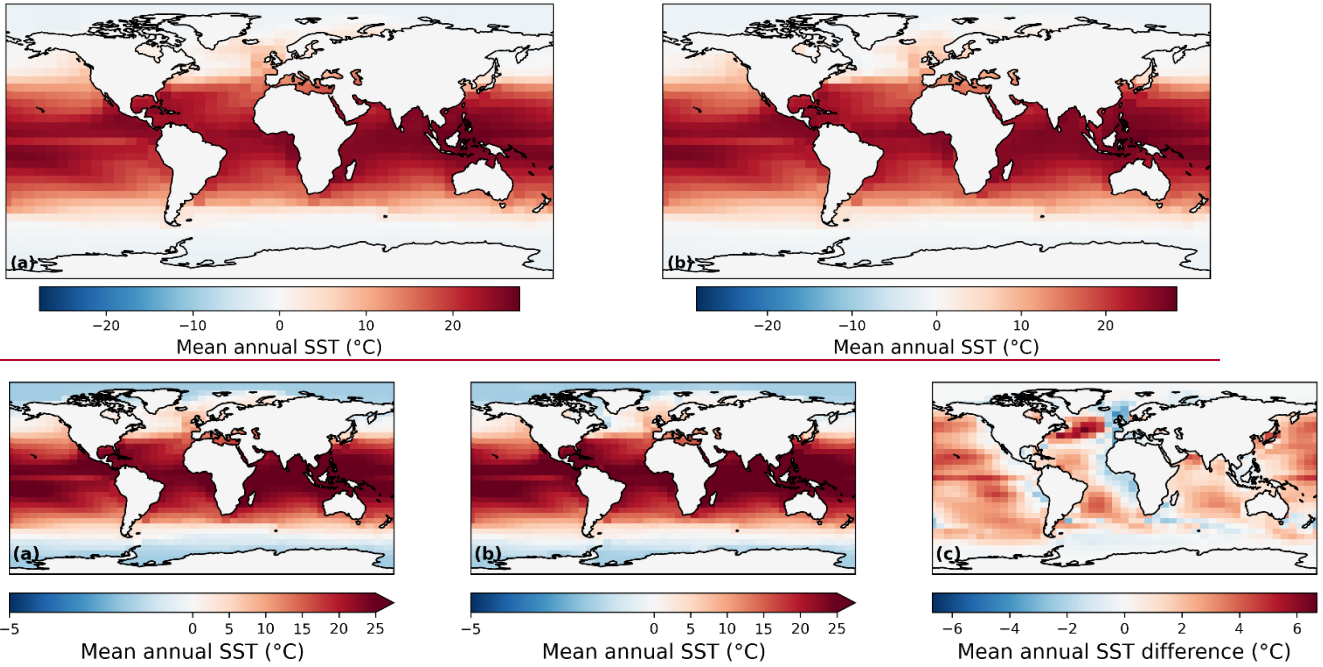 (a) (b)
−20 −10 0 10 20 −20 −10 0 10 20
Mean annual SST (°C) Mean annual SST (°C)
(a) (b) (c)
−5 0 5 10 15 20 25 −5 0 5 10 15 20 25 −6 −4 −2 0 2 4 6
Mean annual SST (°C) Mean annual SST (°C) Mean annual SST difference (°C)